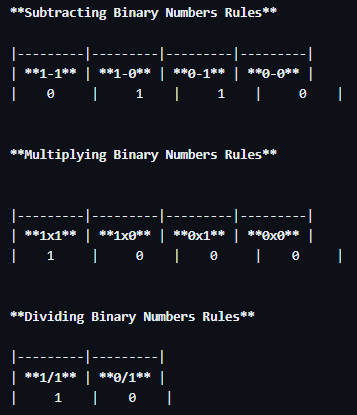 **Subtracting Binary Numbers Rules**
|---------|---------|---------|---------|
| **1-1** | **1-0** | **0-1** | **0-0** |
|    0    |    1    |    1    |    0    |
**Multiplying Binary Numbers Rules**
|---------|---------|---------|---------|
| **1x1** | **1x0** | **0x1** | **0x0** |
|    1    |    0    |    0    |    0    |
**Dividing Binary Numbers Rules**
|---------|---------|
| **1/1** | **0/1** |
|    1    |    0    |